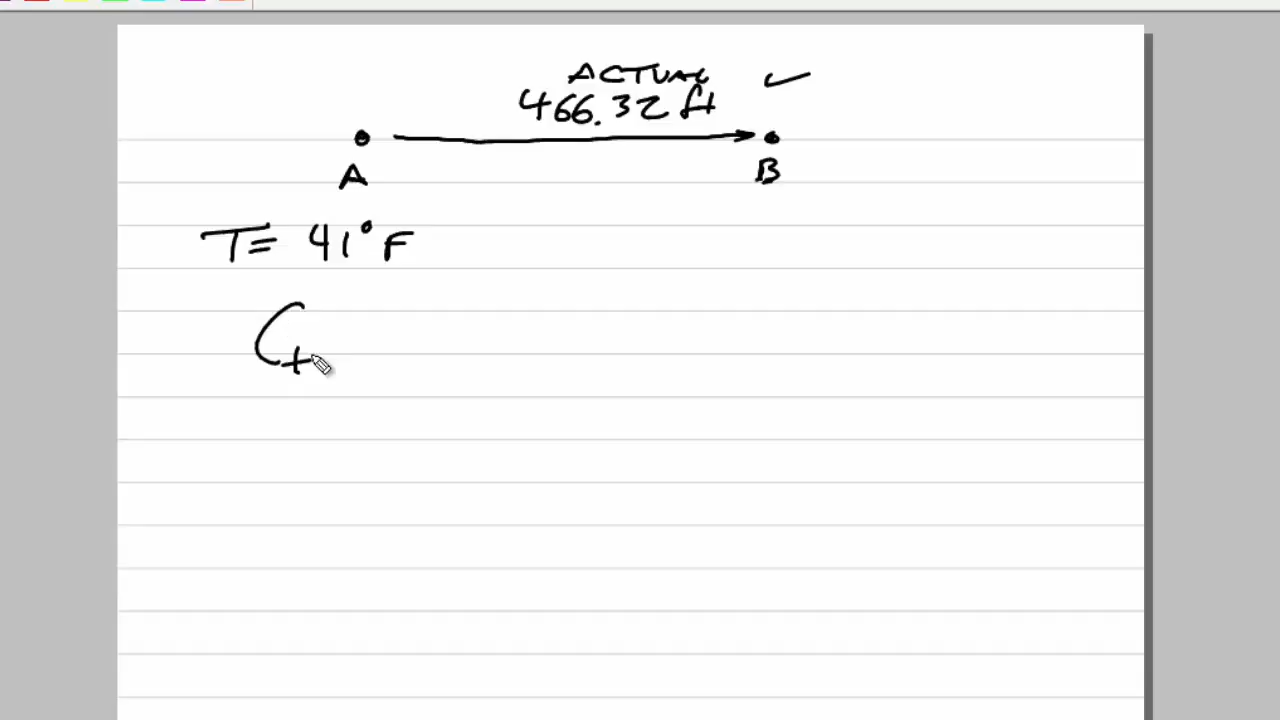 ACTUAL ✓
466.32 ft
A B
T = 41° F
Ct